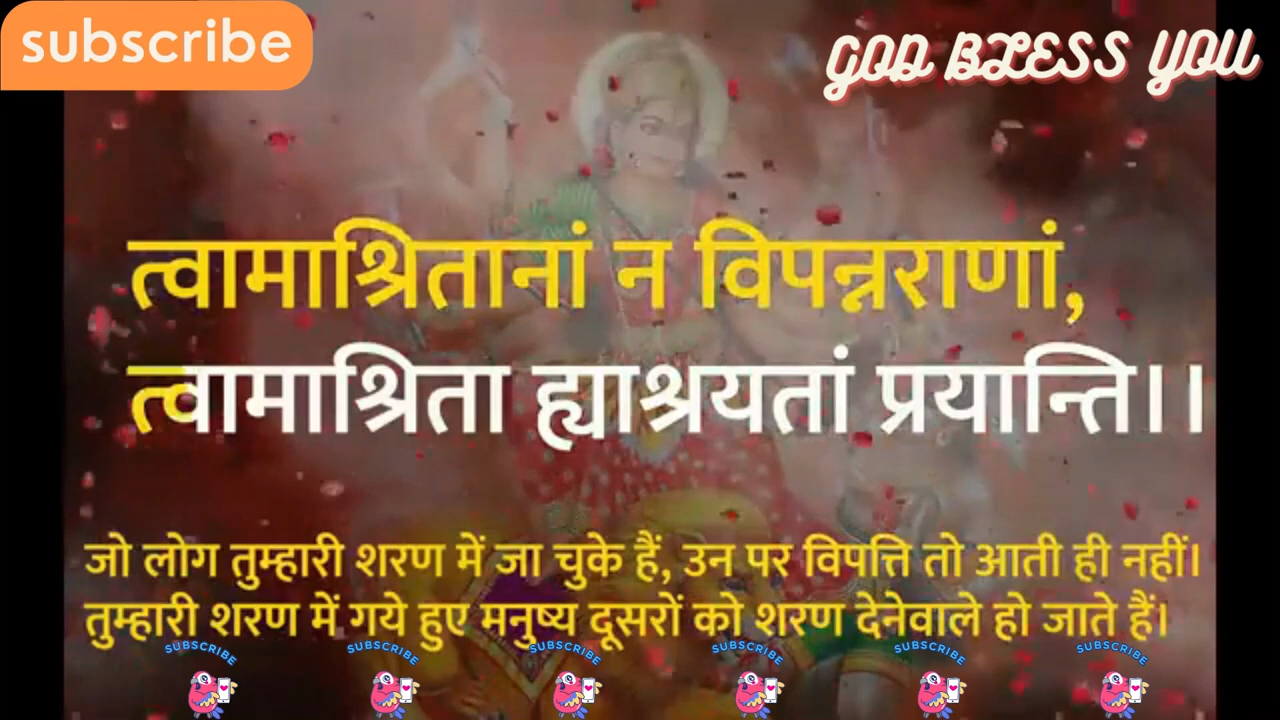 subscribe
GOD BLESS YOU
त्वामाश्रितानां न विपन्नराणां,
त्वामाश्रिता ह्याश्रयतां प्रयान्ति।।
जो लोग तुम्हारी शरण में जा चुके हैं, उन पर विपत्ति तो आती ही नहीं।
तुम्हारी शरण में गये हुए मनुष्य दूसरों को शरण देनेवाले हो जाते हैं।
SUBSCRIBE SUBSCRIBE SUBSCRIBE SUBSCRIBE SUBSCRIBE SUBSCRIBE